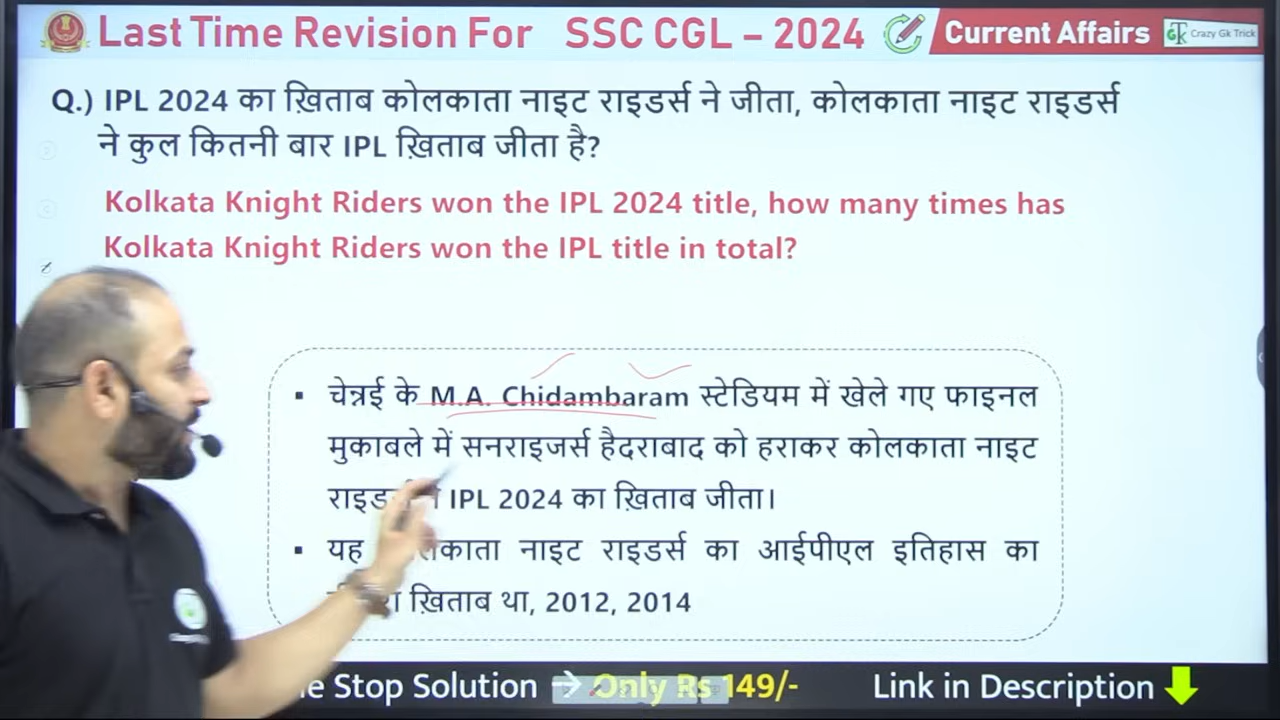 Last Time Revision For SSC CGL – 2024
Current Affairs
Crazy Gk Trick
Q.) IPL 2024 का ख़िताब कोलकाता नाइट राइडर्स ने जीता, कोलकाता नाइट राइडर्स
ने कुल कितनी बार IPL ख़िताब जीता है?
Kolkata Knight Riders won the IPL 2024 title, how many times has
Kolkata Knight Riders won the IPL title in total?
▪ चेन्नई के M.A. Chidambaram स्टेडियम में खेले गए फाइनल
मुकाबले में सनराइजर्स हैदराबाद को हराकर कोलकाता नाइट
IPL 2024 का ख़िताब जीता।
▪ यह नाइट राइडर्स का आईपीएल इतिहास का
ख़िताब था, 2012, 2014
Stop Solution → Only Rs 149/-
Link in Description